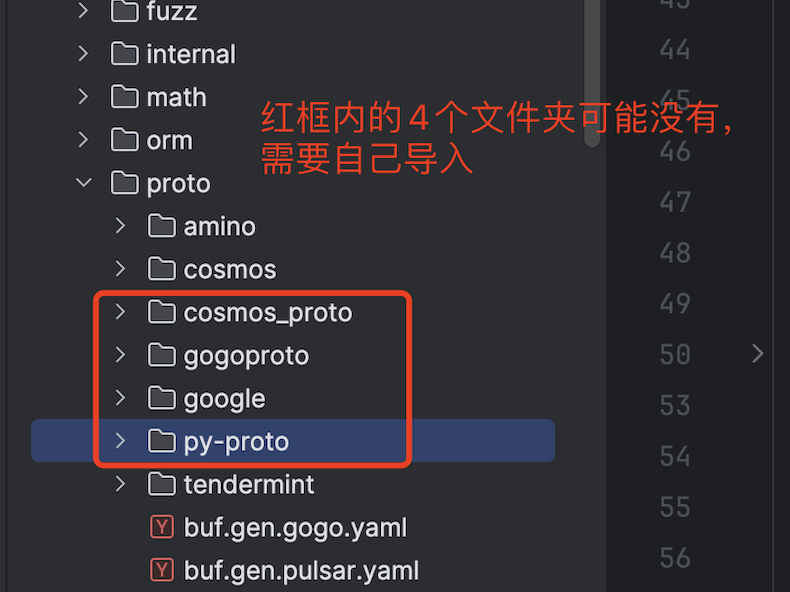 fuzz
internal
math
orm
proto
amino
cosmos
cosmos_proto
gogoproto
google
py-proto
tendermint
buf.gen.gogo.yaml
buf.gen.pulsar.yaml
红框内的4个文件夹可能没有，
需要自己导入
43
44
45
46
47
48
49
50
53
54
55
56